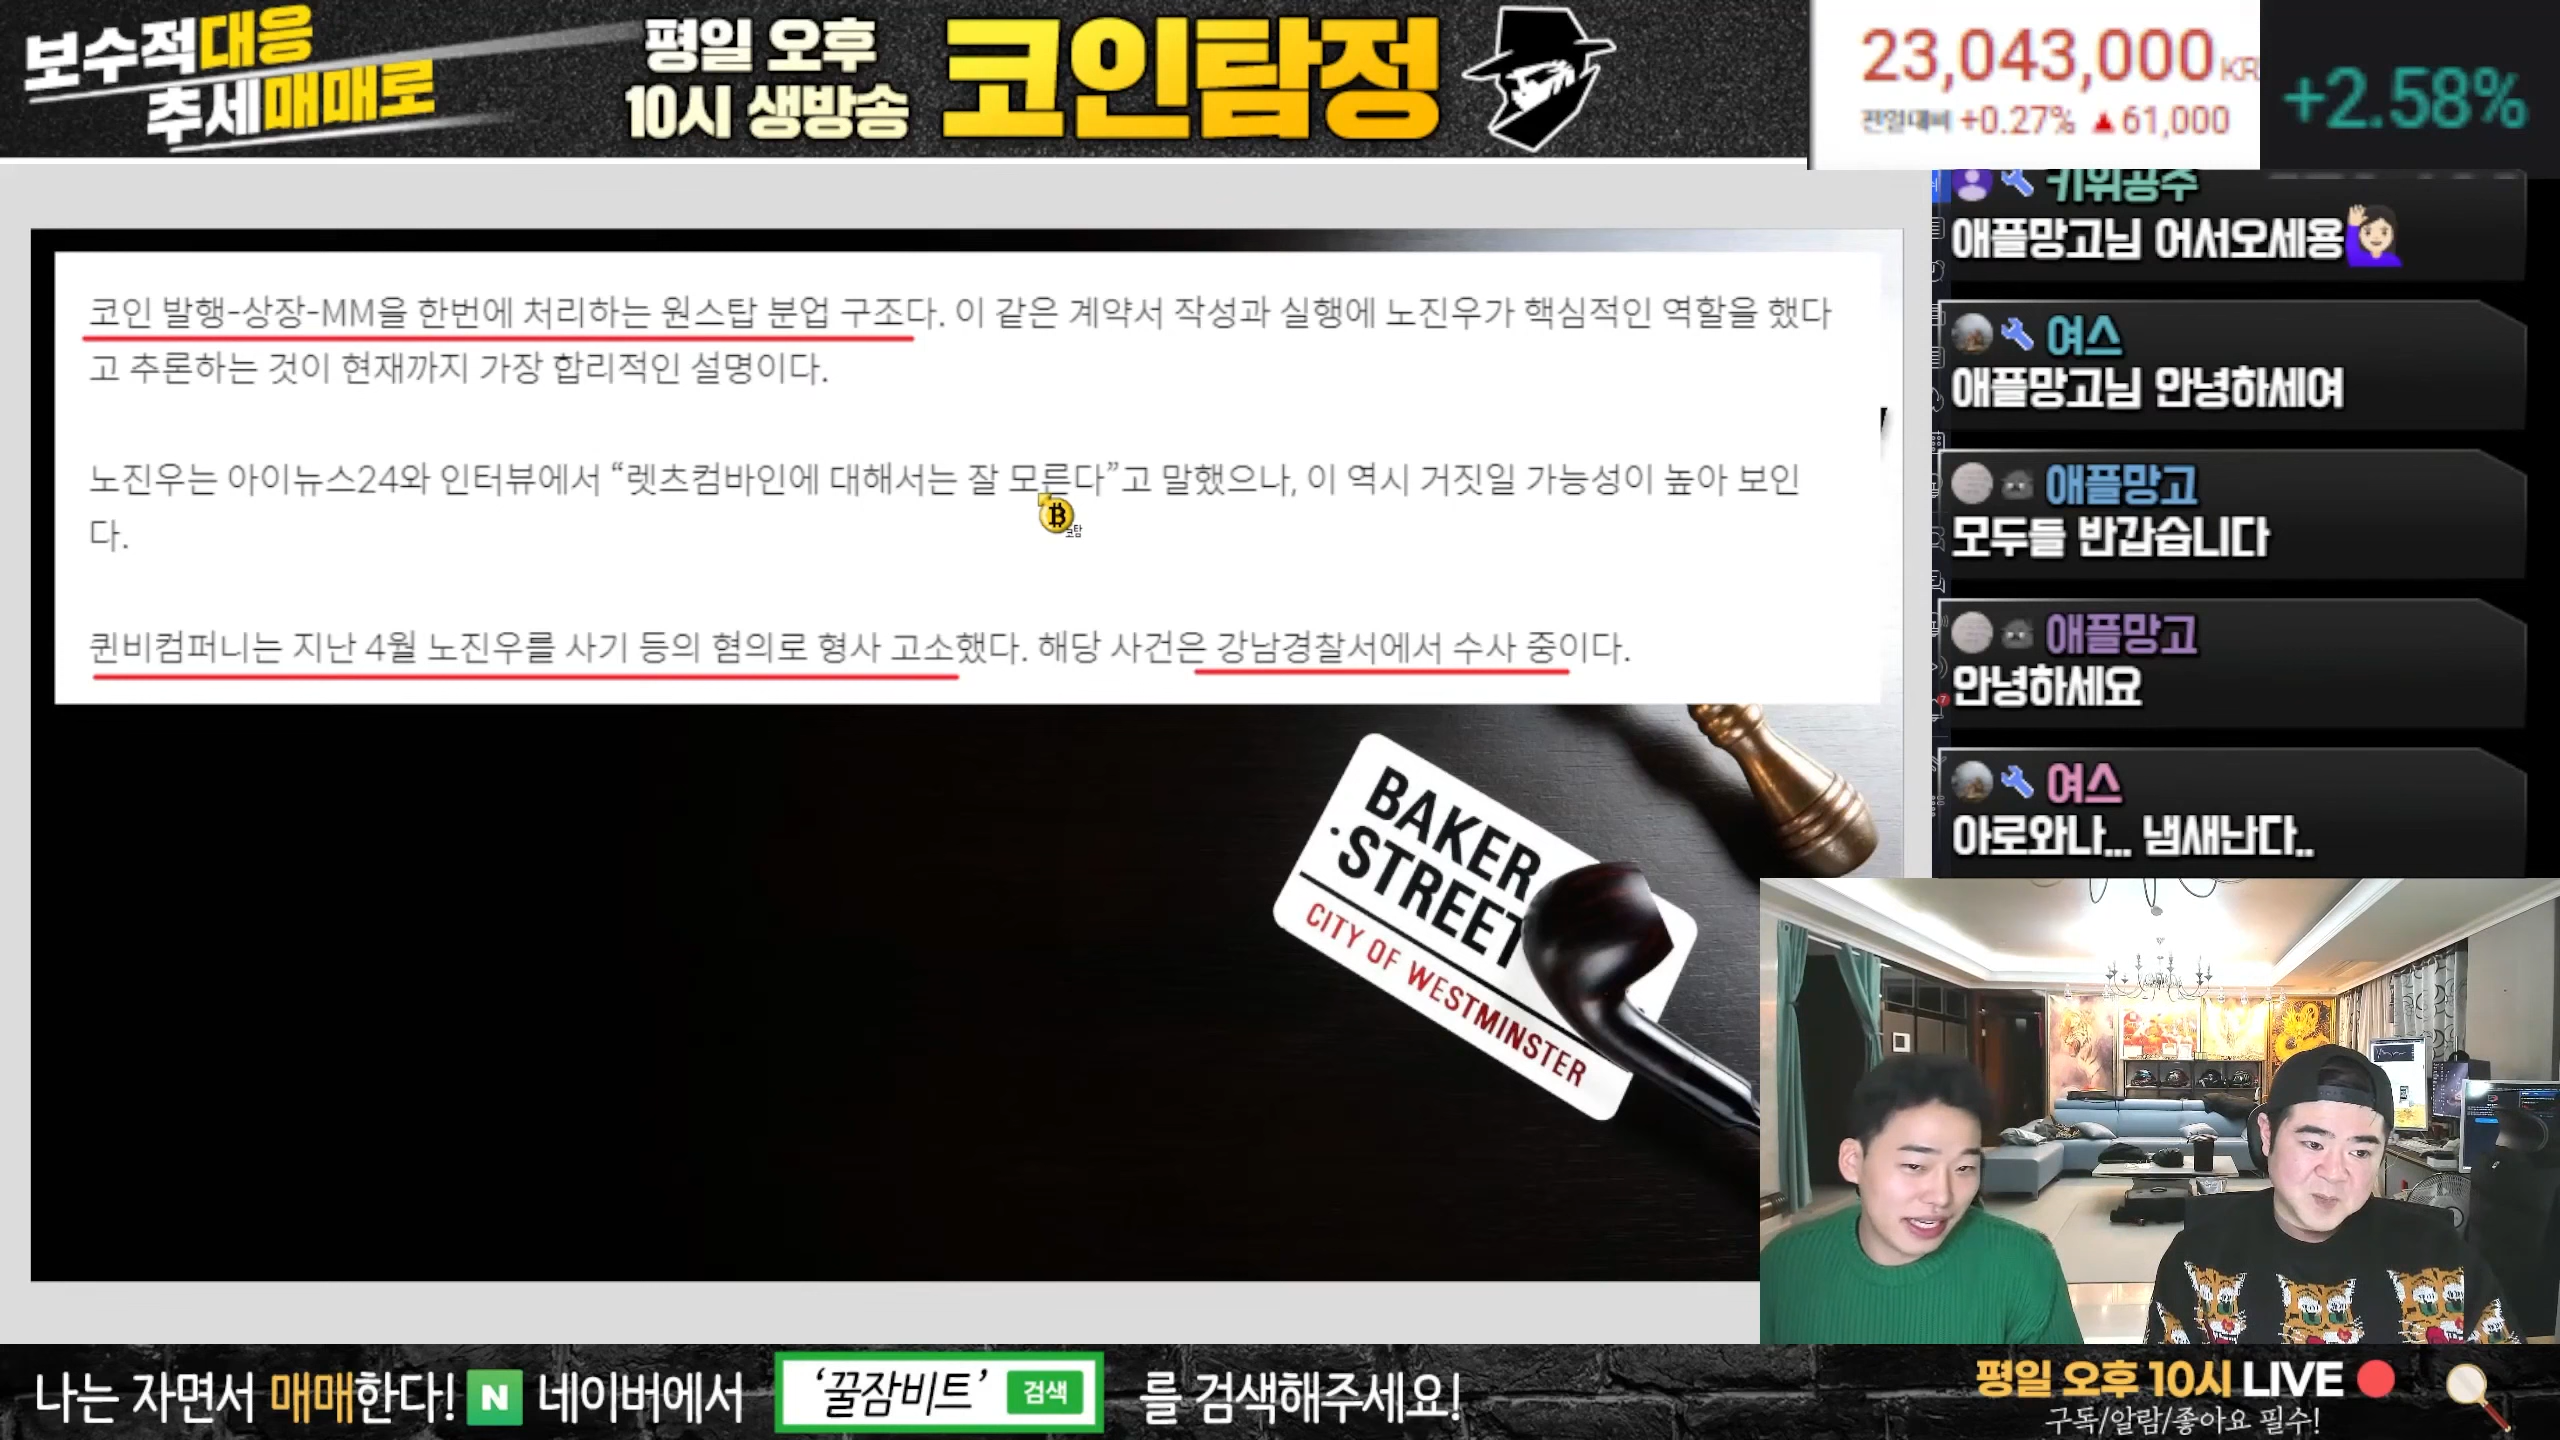 보수적대응
추세매매로
평일 오후
10시 생방송
코인탐정
23,043,000 KR
전일대비 +0.27% ▲61,000
+2.58%
코인 발행-상장-MM을 한번에 처리하는 원스탑 분업 구조다. 이 같은 계약서 작성과 실행에 노진우가 핵심적인 역할을 했다
고 추론하는 것이 현재까지 가장 합리적인 설명이다.
노진우는 아이뉴스24와 인터뷰에서 “렛츠컴바인에 대해서는 잘 모른다”고 말했으나, 이 역시 거짓일 가능성이 높아 보인
다.
코탐
퀸비컴퍼니는 지난 4월 노진우를 사기 등의 혐의로 형사 고소했다. 해당 사건은 강남경찰서에서 수사 중이다.
BAKER
STREET
CITY OF WESTMINSTER
키위공주
애플망고님 어서오세용
여스
애플망고님 안녕하세여
애플망고
모두들 반갑습니다
애플망고
안녕하세요
여스
아로와나... 냄새난다..
나는 자면서 매매한다! N 네이버에서 ‘꿀잠비트’ 검색 를 검색해주세요!
평일 오후 10시 LIVE
구독/알람/좋아요 필수!